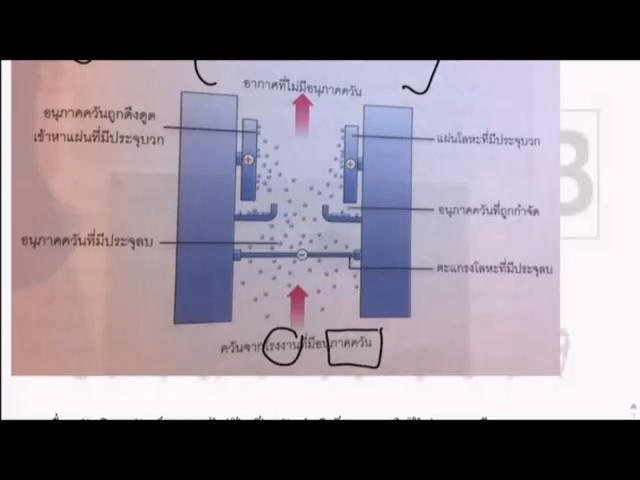 อากาศที่ไม่มีอนุภาคควัน
อนุภาคควันถูกดึงดูด
เข้าหาแผ่นที่มีประจุบวก
แผ่นโลหะที่มีประจุบวก
+
+
อนุภาคควันที่ถูกกำจัด
อนุภาคควันที่มีประจุลบ
-
ตะแกรงโลหะที่มีประจุลบ
ควันจากโรงงานที่มีอนุภาคควัน